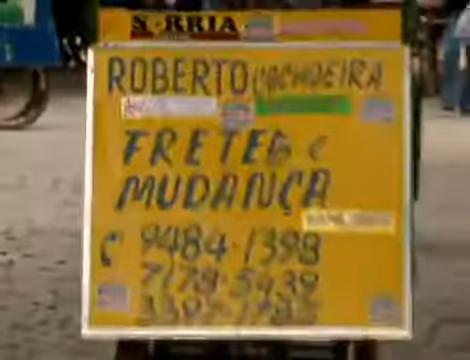 S♥RRIA
ROBERTO CACHOEIRA
FRETES e
MUDANÇA
C 9484-1398
7178-5439